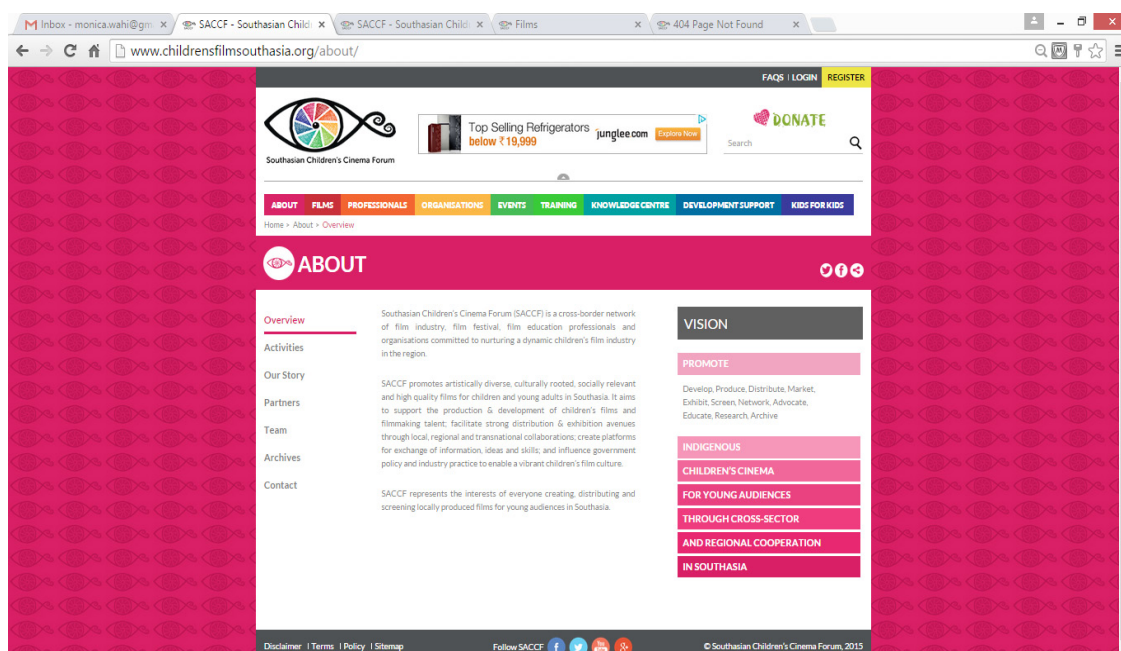 Inbox - monica.wahi@gm
SACCF - Southasian Child
SACCF - Southasian Child
Films
404 Page Not Found
www.childrensfilmsouthasia.org/about/
FAQS | LOGIN REGISTER
Southasian Children's Cinema Forum
Top Selling Refrigerators
below ₹19,999
junglee.com
Explore Now
DONATE
Search
ABOUT FILMS PROFESSIONALS ORGANISATIONS EVENTS TRAINING KNOWLEDGE CENTRE DEVELOPMENT SUPPORT KIDS FOR KIDS
Home > About > Overview
ABOUT
Overview
Activities
Our Story
Partners
Team
Archives
Contact
Southasian Children's Cinema Forum (SACCF) is a cross-border network
of film industry, film festival, film education professionals and
organisations committed to nurturing a dynamic children's film industry
in the region.
SACCF promotes artistically diverse, culturally rooted, socially relevant
and high quality films for children and young adults in Southasia. It aims
to support the production & development of children's films and
filmmaking talent; facilitate strong distribution & exhibition avenues
through local, regional and transnational collaborations; create platforms
for exchange of information, ideas and skills; and influence government
policy and industry practice to enable a vibrant children's film culture.
SACCF represents the interests of everyone creating, distributing and
screening locally produced films for young audiences in Southasia.
VISION
PROMOTE
Develop, Produce, Distribute, Market,
Exhibit, Screen, Network, Advocate,
Educate, Research, Archive
INDIGENOUS
CHILDREN'S CINEMA
FOR YOUNG AUDIENCES
THROUGH CROSS-SECTOR
AND REGIONAL COOPERATION
IN SOUTHASIA
Disclaimer | Terms | Policy | Sitemap
Follow SACCF
© Southasian Children's Cinema Forum, 2015